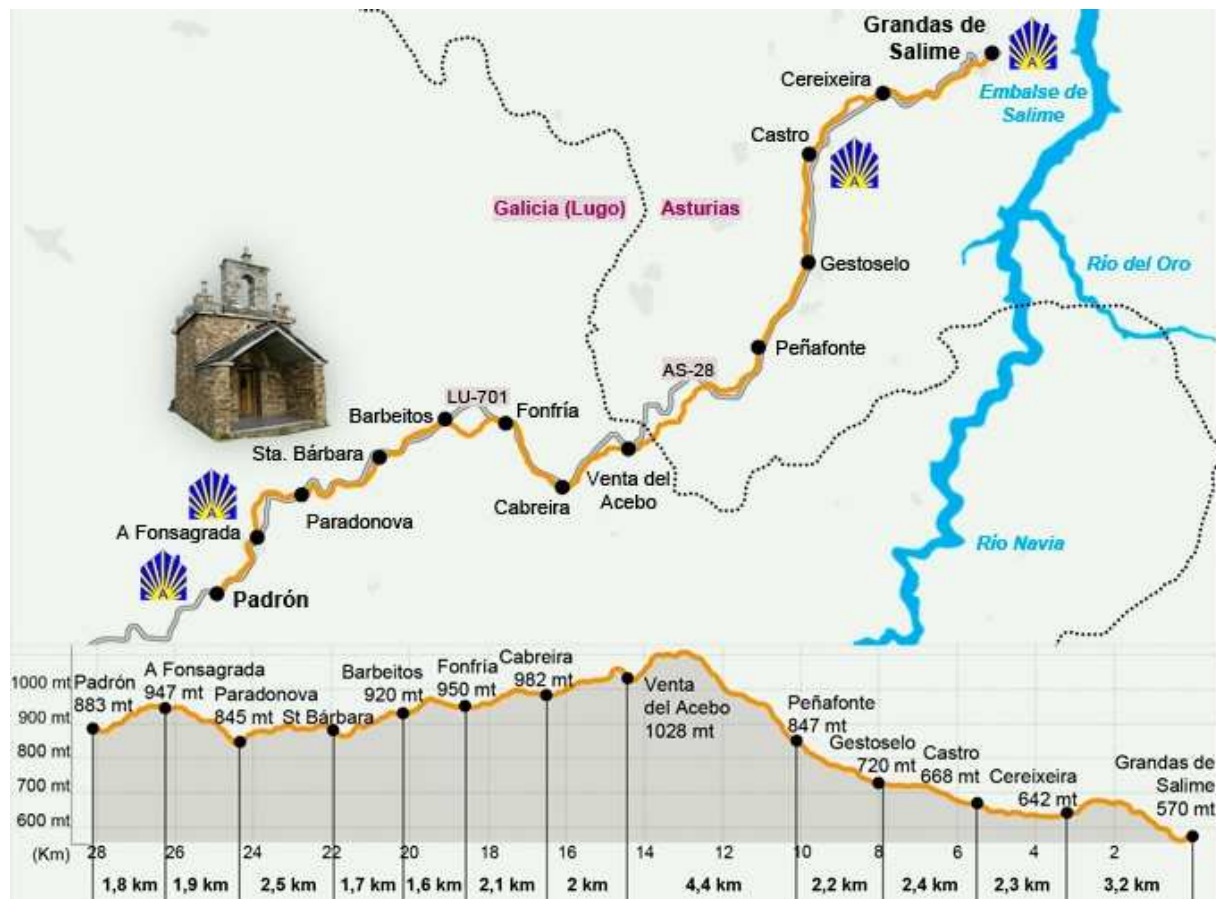 Grandas de
Salime
Cereixeira
Embalse de
Salime
Castro
Galicia (Lugo)
Asturias
Gestoselo
Río del Oro
Peñafonte
AS-28
LU-701
Barbeitos
Fonfría
Sta. Bárbara
Venta del
Acebo
Cabreira
Paradonova
A Fonsagrada
Río Navia
Padrón
A
A
A
A
1000 mt
900 mt
800 mt
700 mt
600 mt
Padrón
883 mt
A Fonsagrada
947 mt
Paradonova
845 mt
St Bárbara
Barbeitos
920 mt
Fonfría
950 mt
Cabreira
982 mt
Venta
del Acebo
1028 mt
Peñafonte
847 mt
Gestoselo
720 mt
Castro
668 mt
Cereixeira
642 mt
Grandas de
Salime
570 mt
(Km) 28 26 24 22 20 18 16 14 12 10 8 6 4 2
1,8 km 1,9 km 2,5 km 1,7 km 1,6 km 2,1 km 2 km 4,4 km 2,2 km 2,4 km 2,3 km 3,2 km